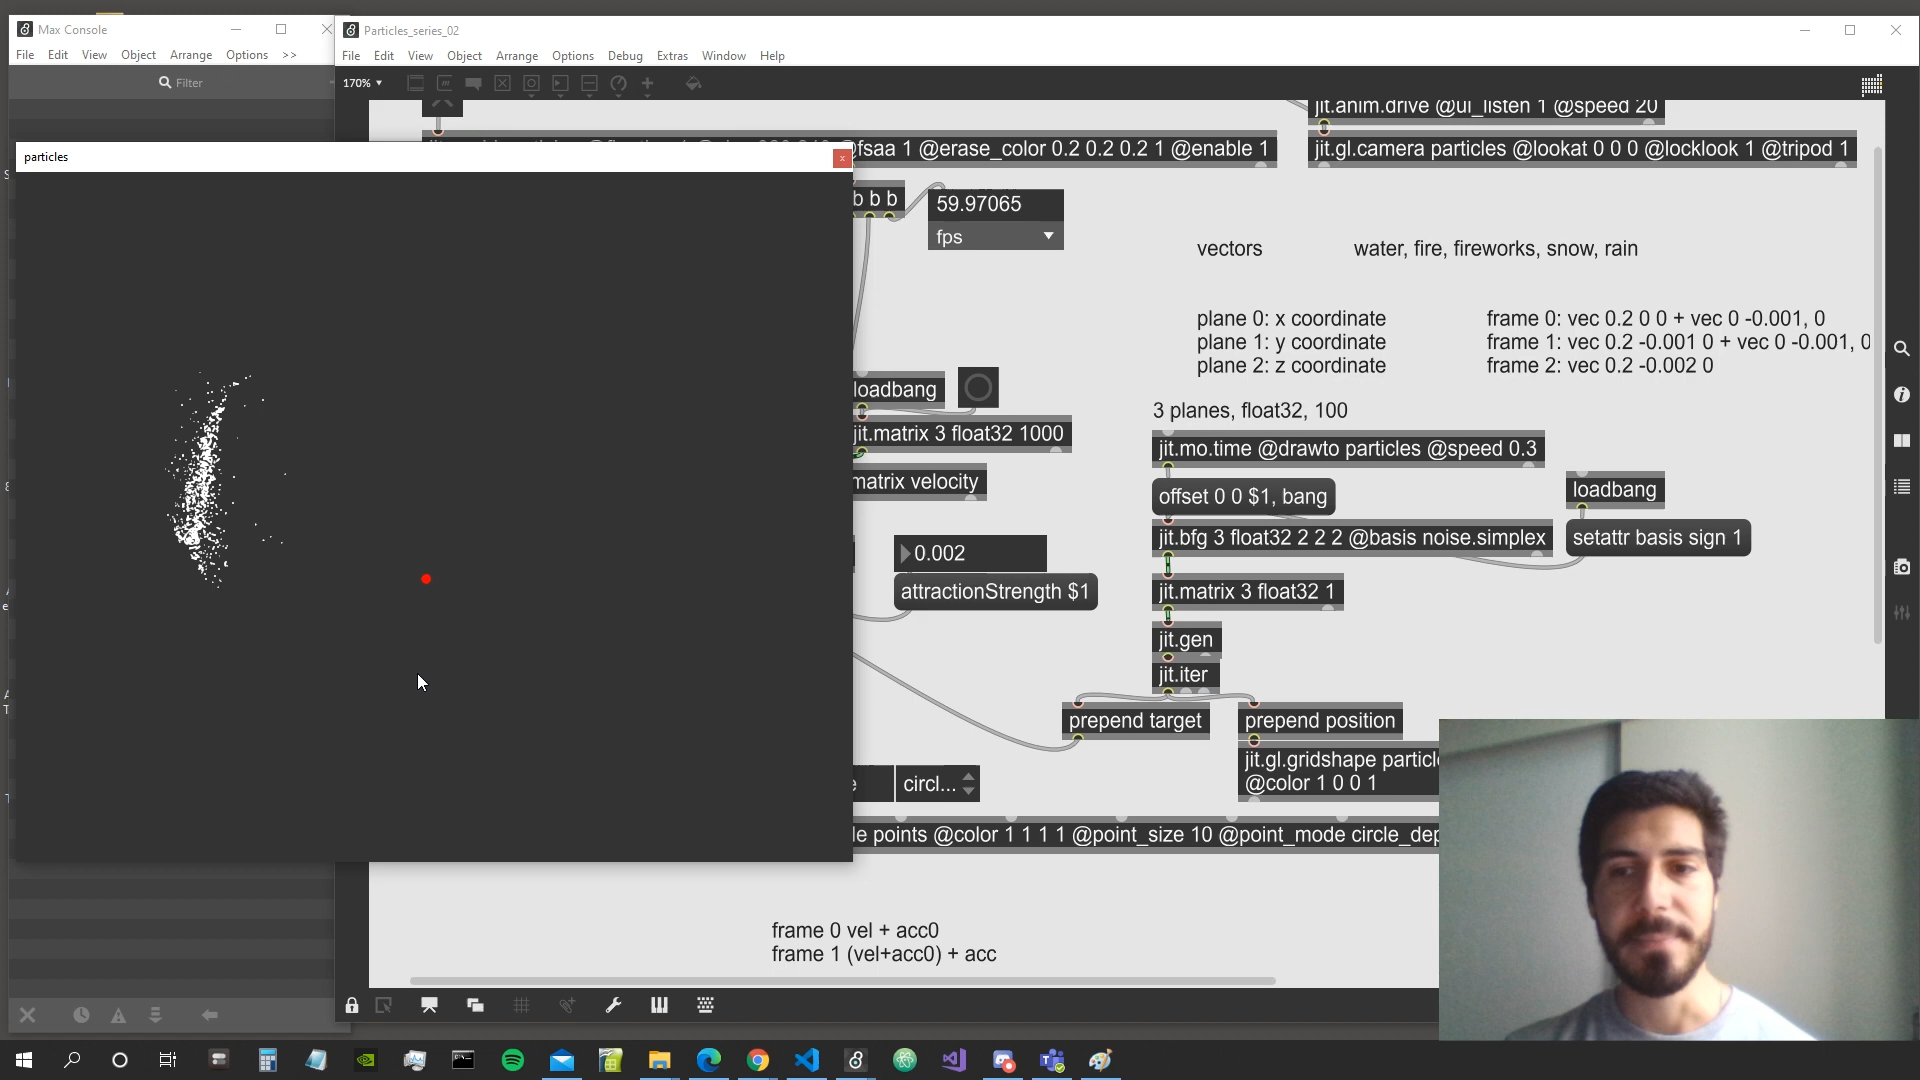 Max Console
File Edit View Object Arrange Options >>
Filter
Particles_series_02
File Edit View Object Arrange Options Debug Extras Window Help
170%
jit.anim.drive @ui_listen 1 @speed 20
@fsaa 1 @erase_color 0.2 0.2 0.2 1 @enable 1
jit.gl.camera particles @lookat 0 0 0 @locklook 1 @tripod 1
particles
x
b b b
59.97065
fps
vectors
water, fire, fireworks, snow, rain
plane 0: x coordinate
plane 1: y coordinate
plane 2: z coordinate
frame 0: vec 0.2 0 0 + vec 0 -0.001, 0
frame 1: vec 0.2 -0.001 0 + vec 0 -0.001, 0
frame 2: vec 0.2 -0.002 0
loadbang
jit.matrix 3 float32 1000
matrix velocity
3 planes, float32, 100
jit.mo.time @drawto particles @speed 0.3
offset 0 0 $1, bang
jit.bfg 3 float32 2 2 2 @basis noise.simplex
loadbang
setattr basis sign 1
0.002
attractionStrength $1
jit.matrix 3 float32 1
jit.gen
jit.iter
prepend target
prepend position
jit.gl.gridshape particl
@color 1 0 0 1
e
circl...
le points @color 1 1 1 1 @point_size 10 @point_mode circle_dep
frame 0 vel + acc0
frame 1 (vel+acc0) + acc